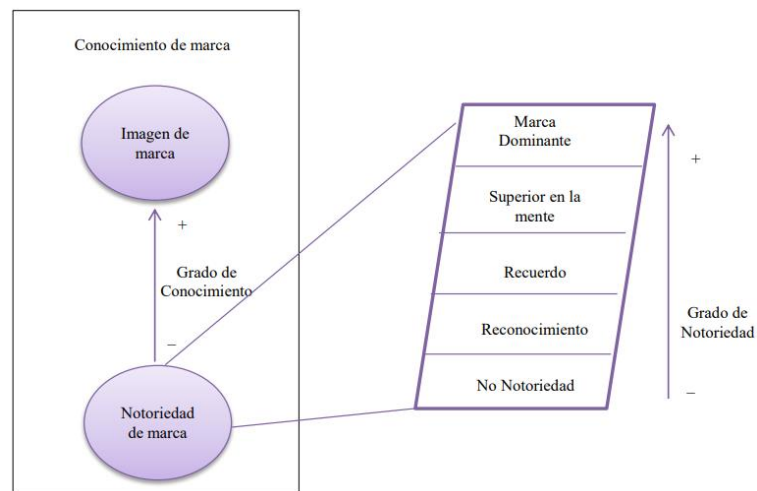 Conocimiento de marca
Imagen de
marca
+
Grado de
Conocimiento
–
Notoriedad
de marca
Marca
Dominante
Superior en la
mente
Recuerdo
Reconocimiento
No Notoriedad
+
Grado de
Notoriedad
–